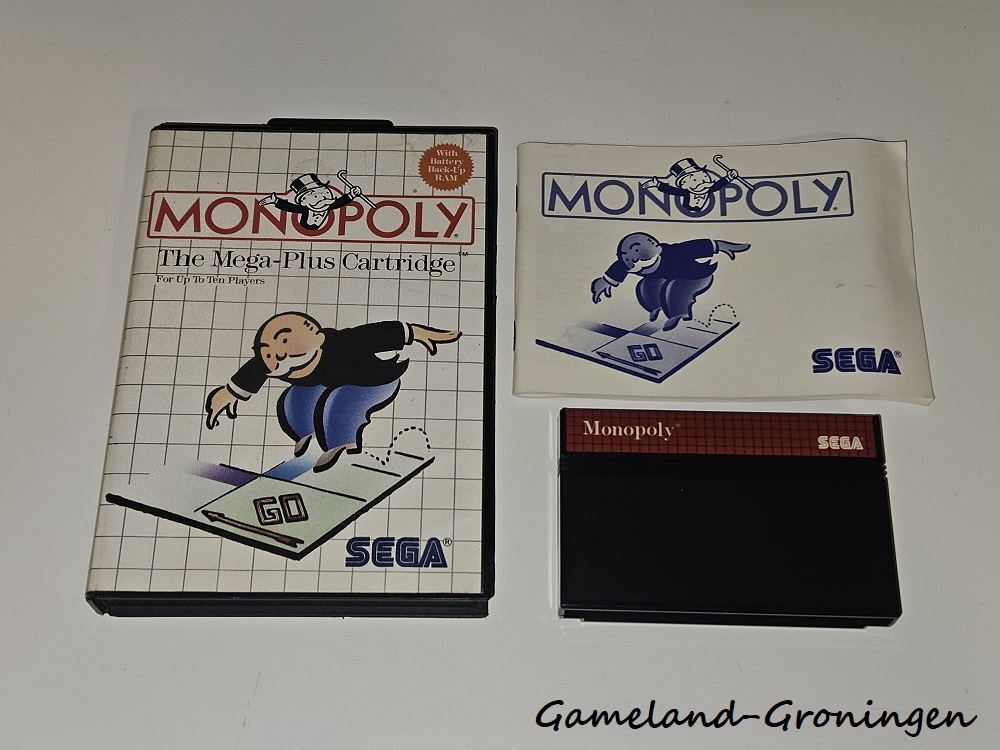 With
Battery
Back-Up
RAM
MONOPOLY®
The Mega-Plus Cartridge™
For Up To Ten Players
GO
SEGA®
MONOPOLY®
GO
SEGA®
Monopoly®
SEGA
Gameland-Groningen